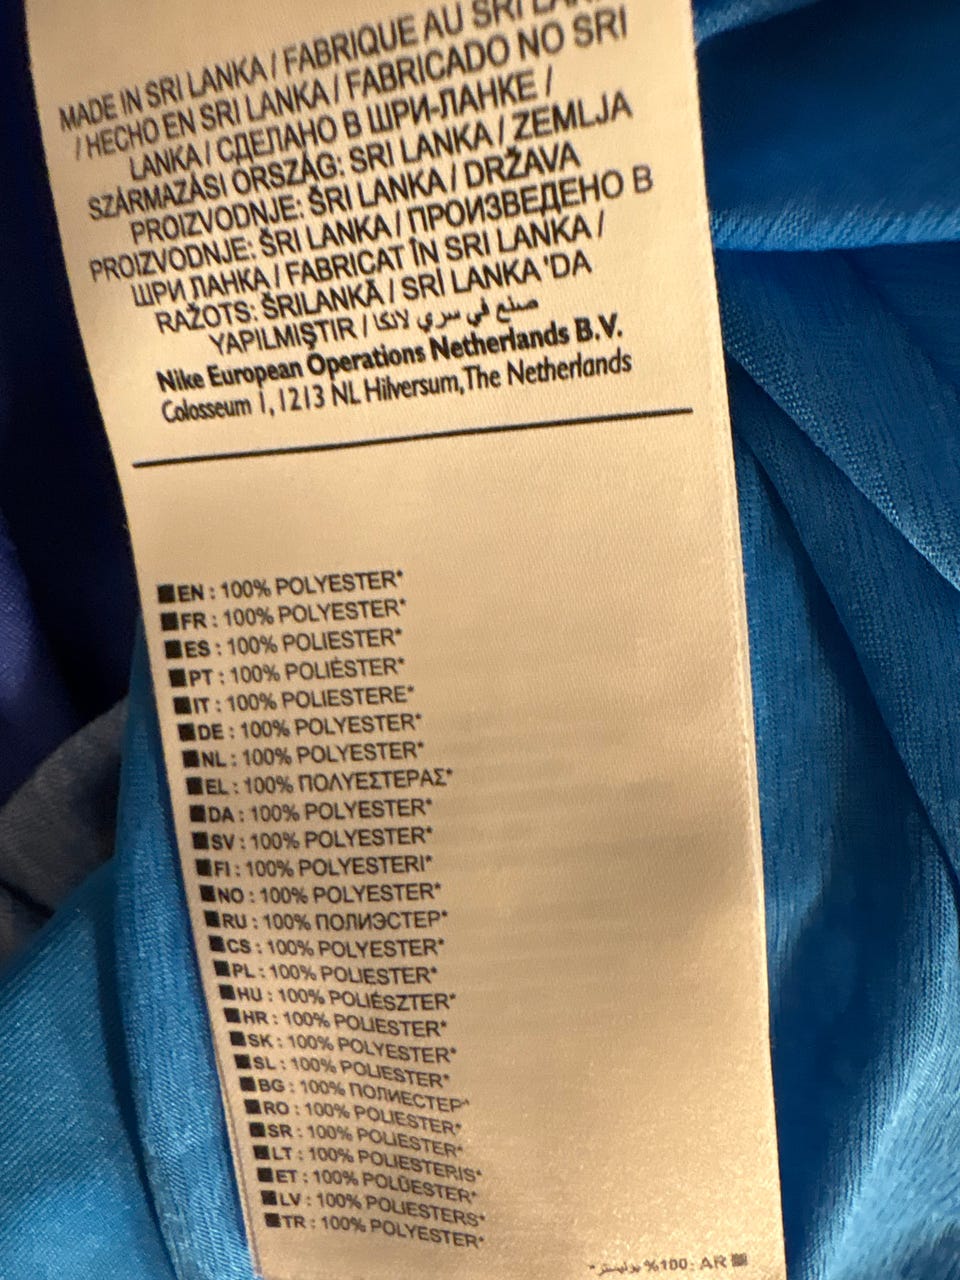 MADE IN SRI LANKA / FABRIQUE AU SRI LANKA
/ HECHO EN SRI LANKA / FABRICADO NO SRI
LANKA / СДЕЛАНО В ШРИ-ЛАНКЕ /
SZÁRMAZÁSI ORSZÁG: SRI LANKA / ZEMLJA
PROIZVODNJE: ŠRI LANKA / DRŽAVA
PROIZVODNJE: ŠRI LANKA / ПРОИЗВЕДЕНО В
ШРИ ЛАНКА / FABRICAT ÎN SRI LANKA /
RAŽOTS: ŠRILANKĀ / SRİ LANKA 'DA
YAPILMIŞTIR / صنع في سري لانكا
Nike European Operations Netherlands B.V.
Colosseum 1, 1213 NL Hilversum, The Netherlands
■EN : 100% POLYESTER*
■FR : 100% POLYESTER*
■ES : 100% POLIESTER*
■PT : 100% POLIÉSTER*
■IT : 100% POLIESTERE*
■DE : 100% POLYESTER*
■NL : 100% POLYESTER*
■EL : 100% ΠΟΛΥΕΣΤΕΡΑΣ*
■DA : 100% POLYESTER*
■SV : 100% POLYESTER*
■FI : 100% POLYESTERI*
■NO : 100% POLYESTER*
■RU : 100% ПОЛИЭСТЕР*
■CS : 100% POLYESTER*
■PL : 100% POLIESTER*
■HU : 100% POLIÉSZTER*
■HR : 100% POLIESTER*
■SK : 100% POLYESTER*
■SL : 100% POLIESTER*
■BG : 100% ПОЛИЕСТЕР*
■RO : 100% POLIESTER*
■SR : 100% POLIESTER*
■LT : 100% POLIESTERIS*
■ET : 100% POLÜESTER*
■LV : 100% POLIESTERS*
■TR : 100% POLYESTER*
■AR : 100% بوليستر*